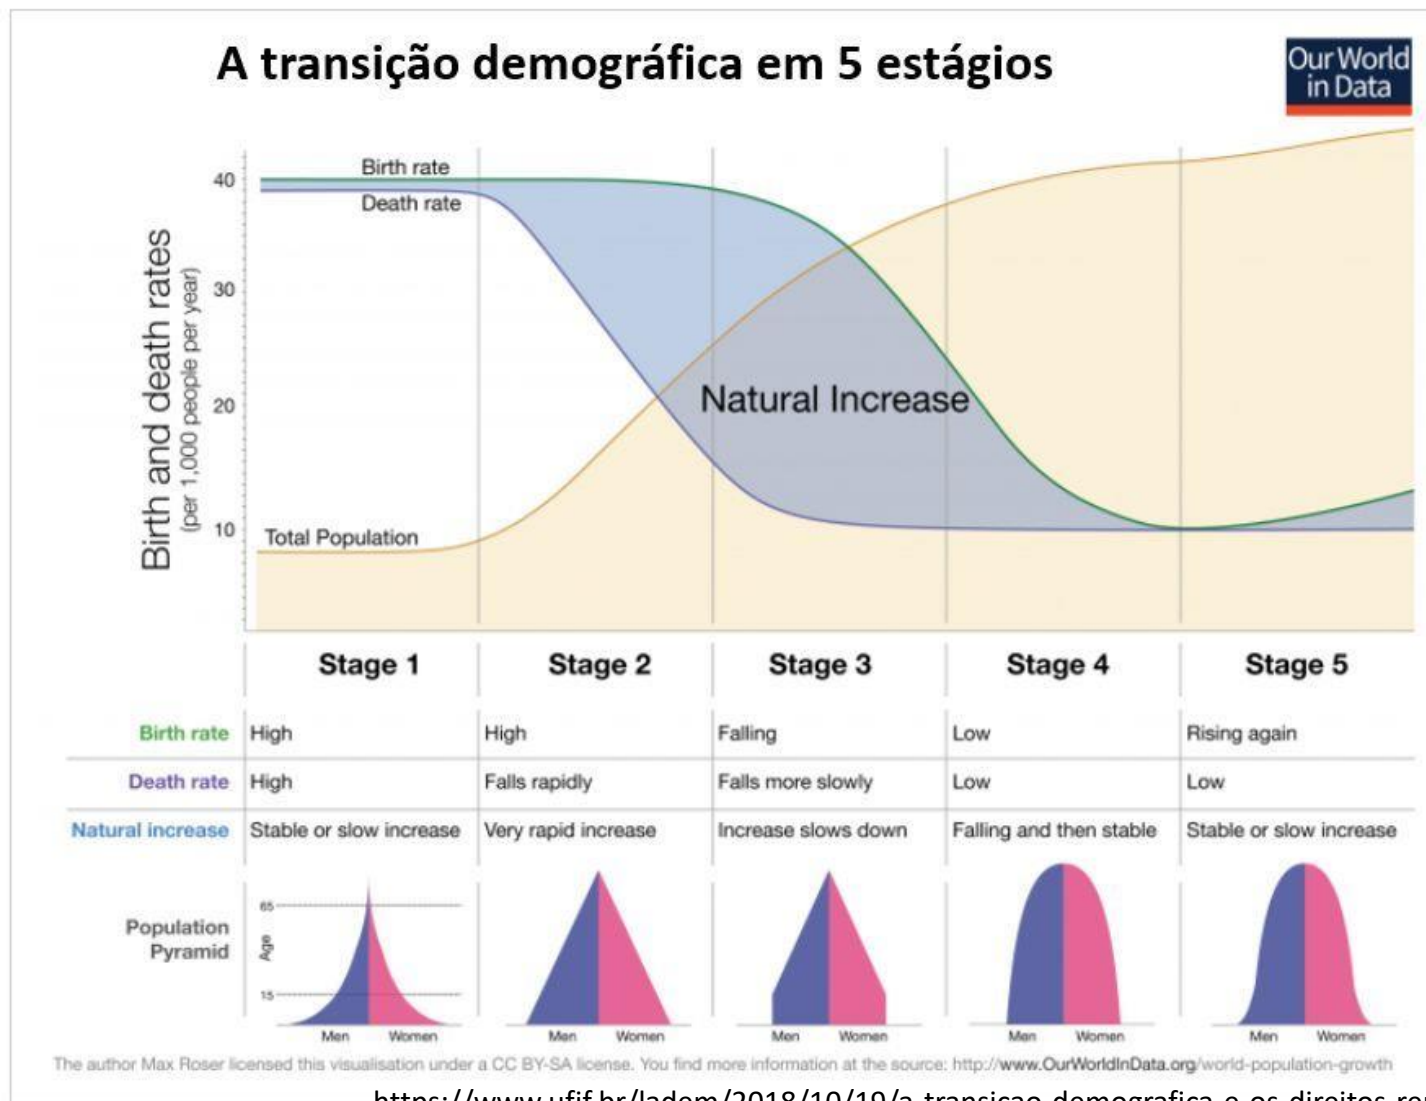 A transição demográfica em 5 estágios
Our World
in Data
Birth and death rates
(per 1,000 people per year)
40
30
20
10
Birth rate
Death rate
Natural Increase
Total Population
Stage 1 Stage 2 Stage 3 Stage 4 Stage 5
Birth rate High High Falling Low Rising again
Death rate High Falls rapidly Falls more slowly Low Low
Natural increase Stable or slow increase Very rapid increase Increase slows down Falling and then stable Stable or slow increase
Population
Pyramid
65
Age
15
Men Women Men Women Men Women Men Women Men Women
The author Max Roser licensed this visualisation under a CC BY-SA license. You find more information at the source: http://www.OurWorldInData.org/world-population-growth